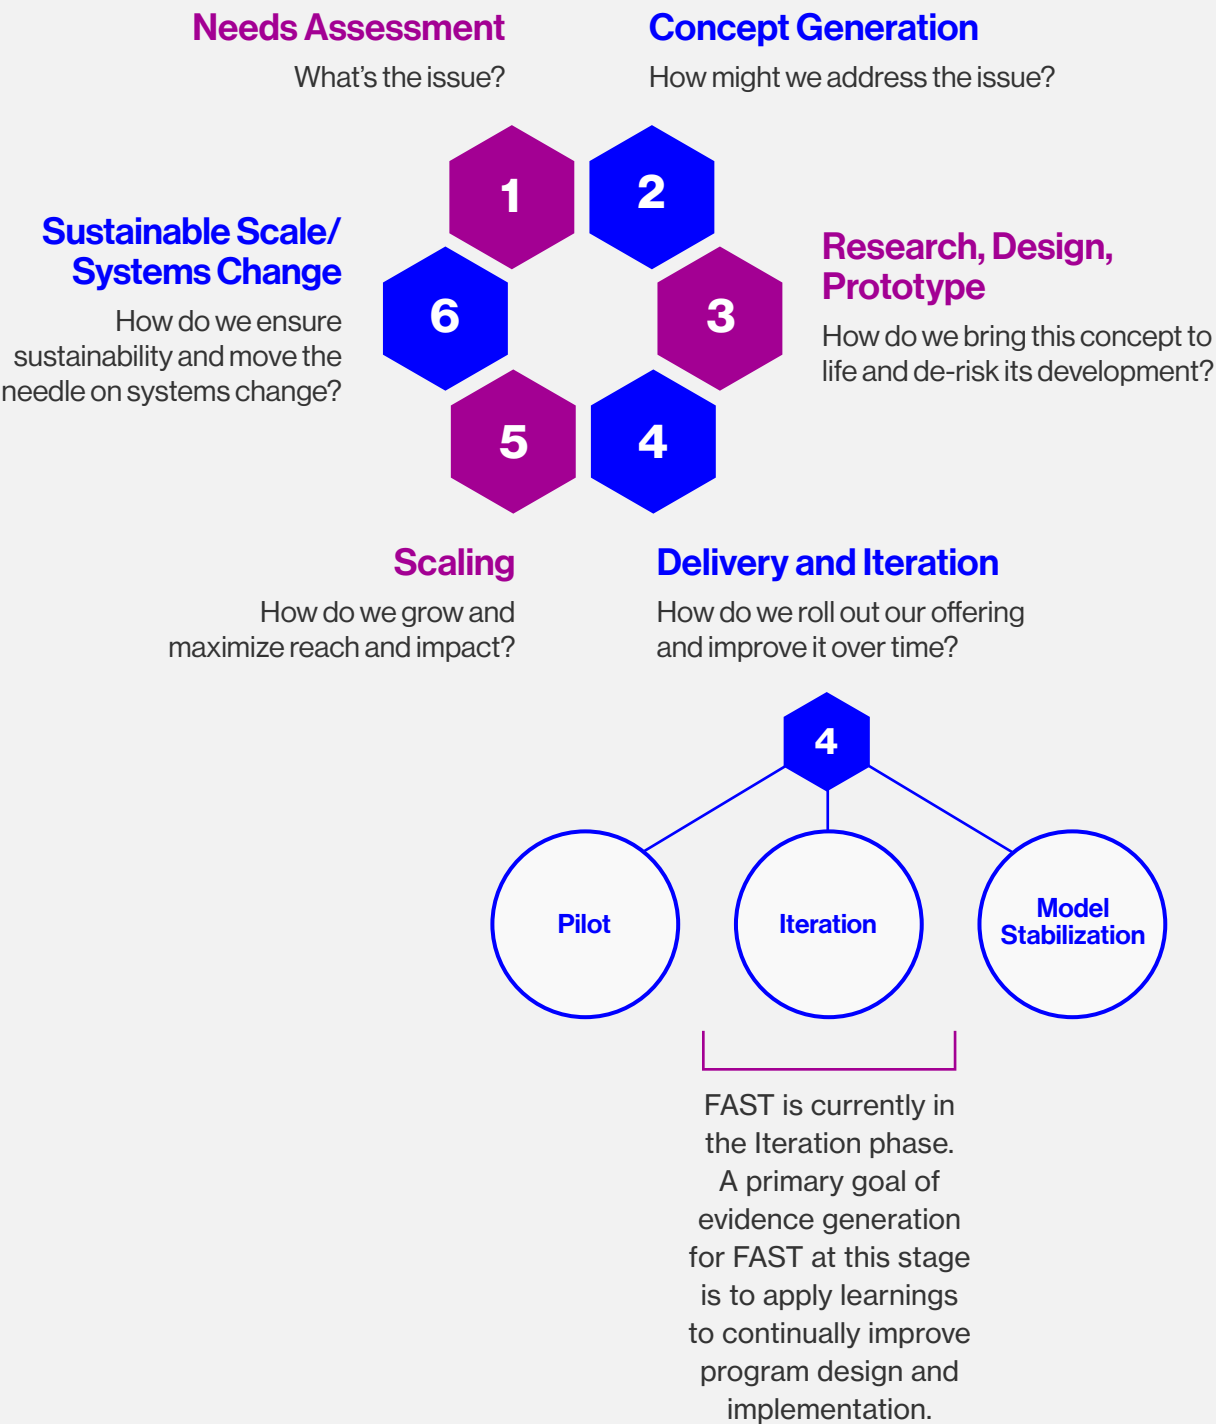 Needs Assessment
What's the issue?
Concept Generation
How might we address the issue?
1
2
Sustainable Scale/
Systems Change
How do we ensure
sustainability and move the
needle on systems change?
6
3
Research, Design,
Prototype
How do we bring this concept to
life and de-risk its development?
5
4
Scaling
How do we grow and
maximize reach and impact?
Delivery and Iteration
How do we roll out our offering
and improve it over time?
4
Pilot
Iteration
Model
Stabilization
FAST is currently in
the Iteration phase.
A primary goal of
evidence generation
for FAST at this stage
is to apply learnings
to continually improve
program design and
implementation.